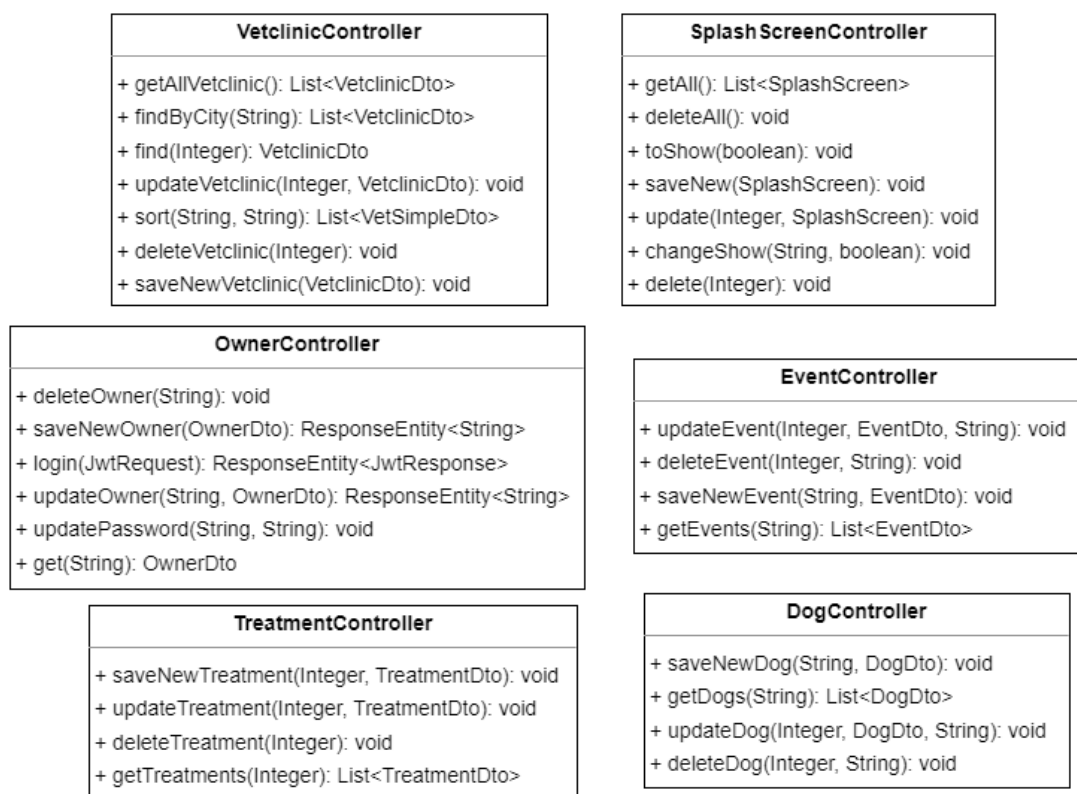 VetclinicController
+ getAllVetclinic(): List<VetclinicDto>
+ findByCity(String): List<VetclinicDto>
+ find(Integer): VetclinicDto
+ updateVetclinic(Integer, VetclinicDto): void
+ sort(String, String): List<VetSimpleDto>
+ deleteVetclinic(Integer): void
+ saveNewVetclinic(VetclinicDto): void
SplashScreenController
+ getAll(): List<SplashScreen>
+ deleteAll(): void
+ toShow(boolean): void
+ saveNew(SplashScreen): void
+ update(Integer, SplashScreen): void
+ changeShow(String, boolean): void
+ delete(Integer): void
OwnerController
+ deleteOwner(String): void
+ saveNewOwner(OwnerDto): ResponseEntity<String>
+ login(JwtRequest): ResponseEntity<JwtResponse>
+ updateOwner(String, OwnerDto): ResponseEntity<String>
+ updatePassword(String, String): void
+ get(String): OwnerDto
EventController
+ updateEvent(Integer, EventDto, String): void
+ deleteEvent(Integer, String): void
+ saveNewEvent(String, EventDto): void
+ getEvents(String): List<EventDto>
TreatmentController
+ saveNewTreatment(Integer, TreatmentDto): void
+ updateTreatment(Integer, TreatmentDto): void
+ deleteTreatment(Integer): void
+ getTreatments(Integer): List<TreatmentDto>
DogController
+ saveNewDog(String, DogDto): void
+ getDogs(String): List<DogDto>
+ updateDog(Integer, DogDto, String): void
+ deleteDog(Integer, String): void